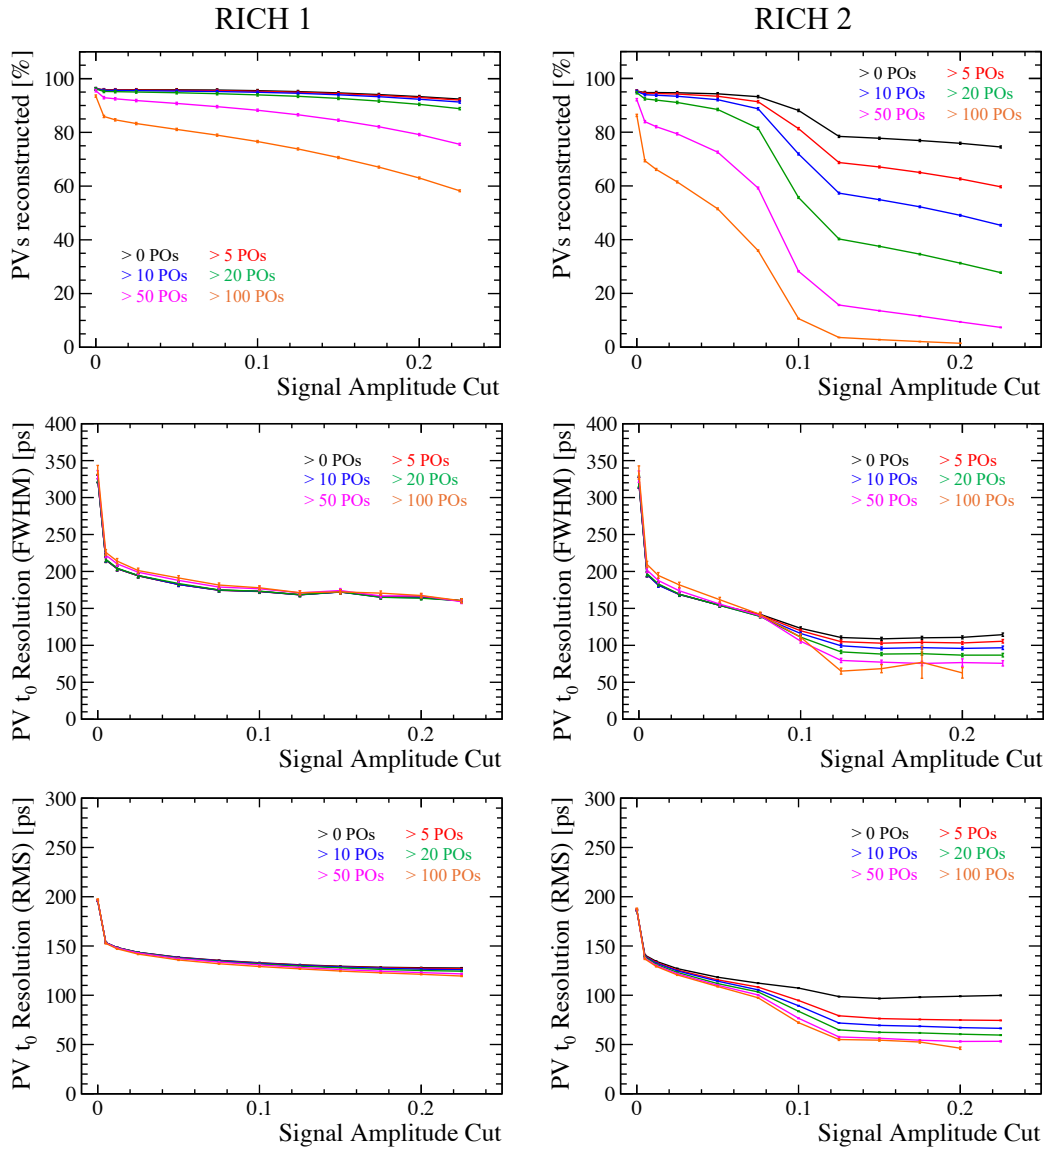 RICH 1
RICH 2
PVs reconstructed [%]
100
80
60
40
20
0
> 0 POs > 5 POs
> 10 POs > 20 POs
> 50 POs > 100 POs
0 0.1 0.2
Signal Amplitude Cut
PVs reconstructed [%]
100
80
60
40
20
0
> 0 POs > 5 POs
> 10 POs > 20 POs
> 50 POs > 100 POs
0 0.1 0.2
Signal Amplitude Cut
PV t0 Resolution (FWHM) [ps]
400
350
300
250
200
150
100
50
0
> 0 POs > 5 POs
> 10 POs > 20 POs
> 50 POs > 100 POs
0 0.1 0.2
Signal Amplitude Cut
PV t0 Resolution (FWHM) [ps]
400
350
300
250
200
150
100
50
0
> 0 POs > 5 POs
> 10 POs > 20 POs
> 50 POs > 100 POs
0 0.1 0.2
Signal Amplitude Cut
PV t0 Resolution (RMS) [ps]
300
250
200
150
100
50
0
> 0 POs > 5 POs
> 10 POs > 20 POs
> 50 POs > 100 POs
0 0.1 0.2
Signal Amplitude Cut
PV t0 Resolution (RMS) [ps]
300
250
200
150
100
50
0
> 0 POs > 5 POs
> 10 POs > 20 POs
> 50 POs > 100 POs
0 0.1 0.2
Signal Amplitude Cut